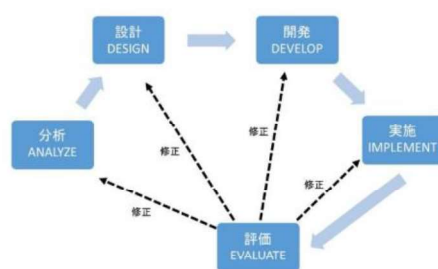 設計
DESIGN
開発
DEVELOP
分析
ANALYZE
修正
修正
実施
IMPLEMENT
修正
修正
評価
EVALUATE